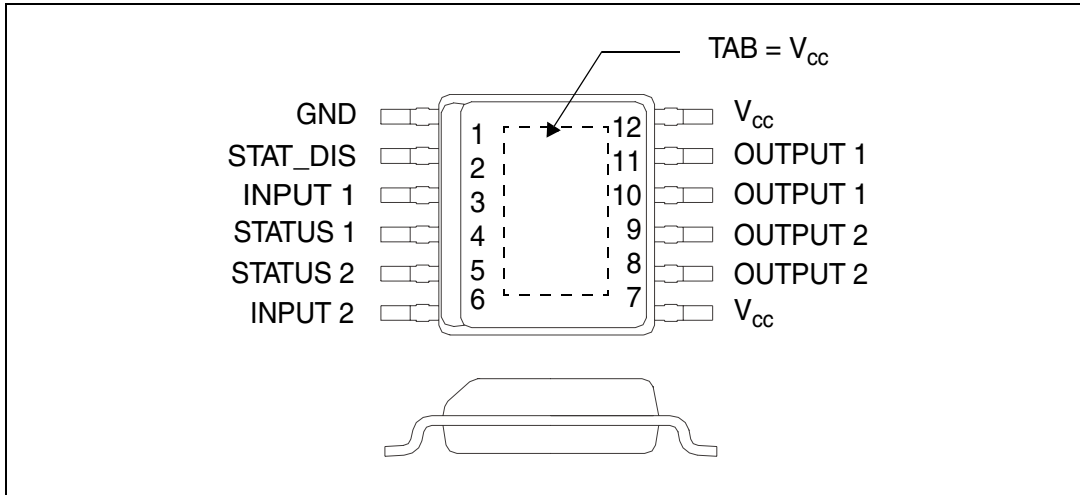 TAB = Vcc
GND 1 12 Vcc
STAT_DIS 2 11 OUTPUT 1
INPUT 1 3 10 OUTPUT 1
STATUS 1 4 9 OUTPUT 2
STATUS 2 5 8 OUTPUT 2
INPUT 2 6 7 Vcc